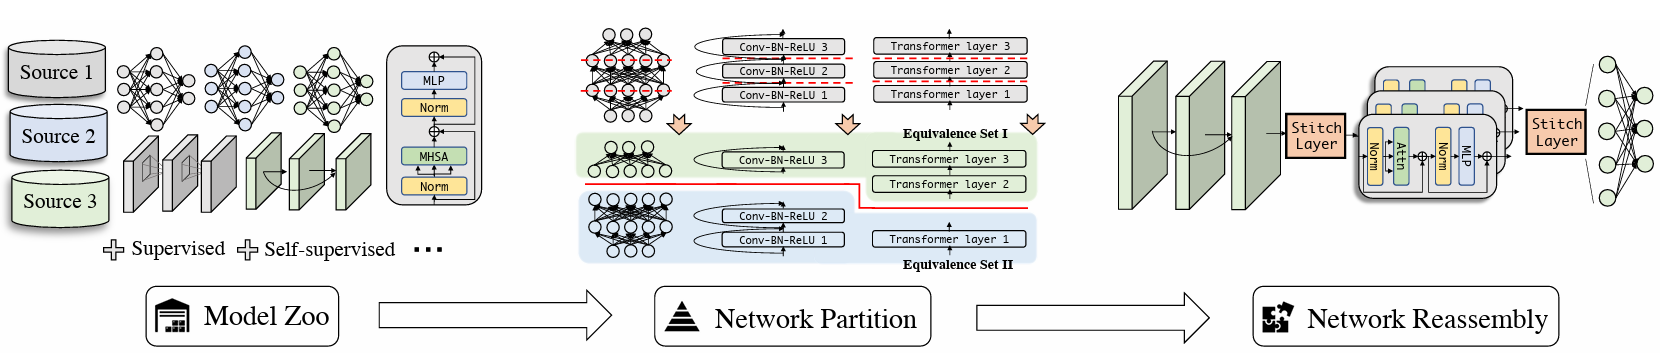 Source 1
Source 2
Source 3
MLP
Norm
MHSA
Norm
Supervised
Self-supervised
...
Model Zoo
Conv-BN-ReLU 3
Conv-BN-ReLU 2
Conv-BN-ReLU 1
Transformer layer 3
Transformer layer 2
Transformer layer 1
Equivalence Set I
Conv-BN-ReLU 3
Transformer layer 3
Transformer layer 2
Conv-BN-ReLU 2
Conv-BN-ReLU 1
Transformer layer 1
Equivalence Set II
Network Partition
Stitch
Layer
Norm
Attn
Norm
MLP
Stitch
Layer
Network Reassembly